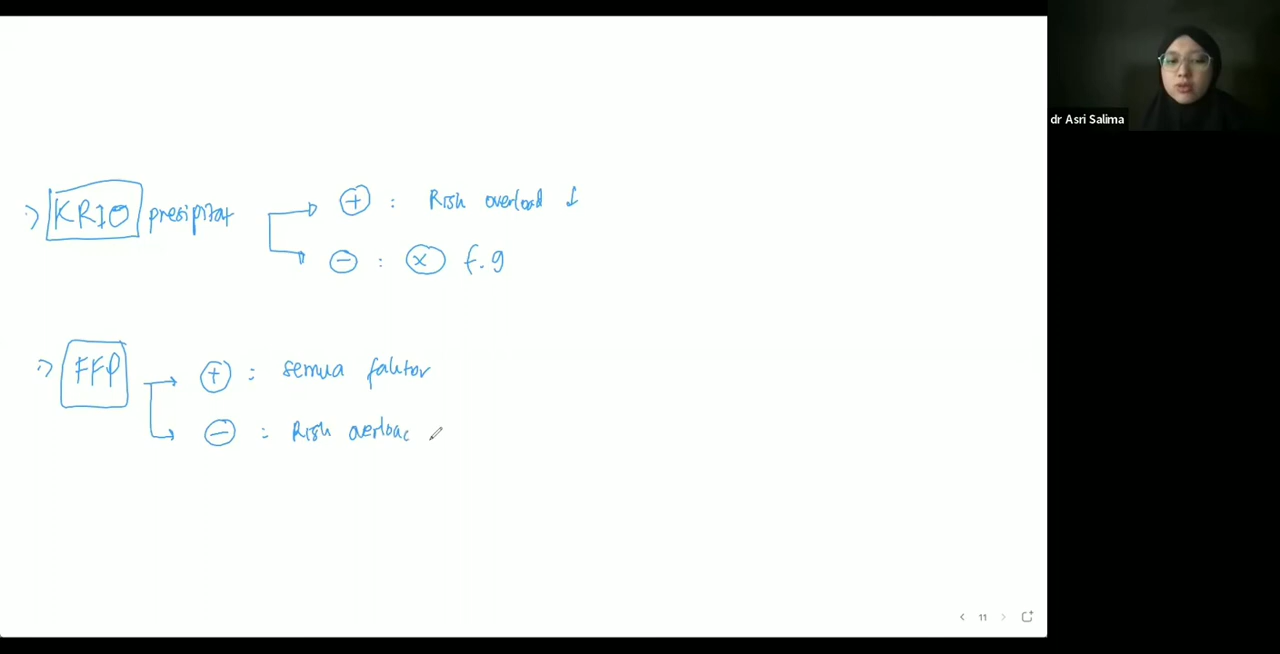 :) KRIO presipitat
+ : Risk overload ↓
- : x f.9
:) FFP
+ : semua faktor
- : Risk overloac
dr Asri Salima
11